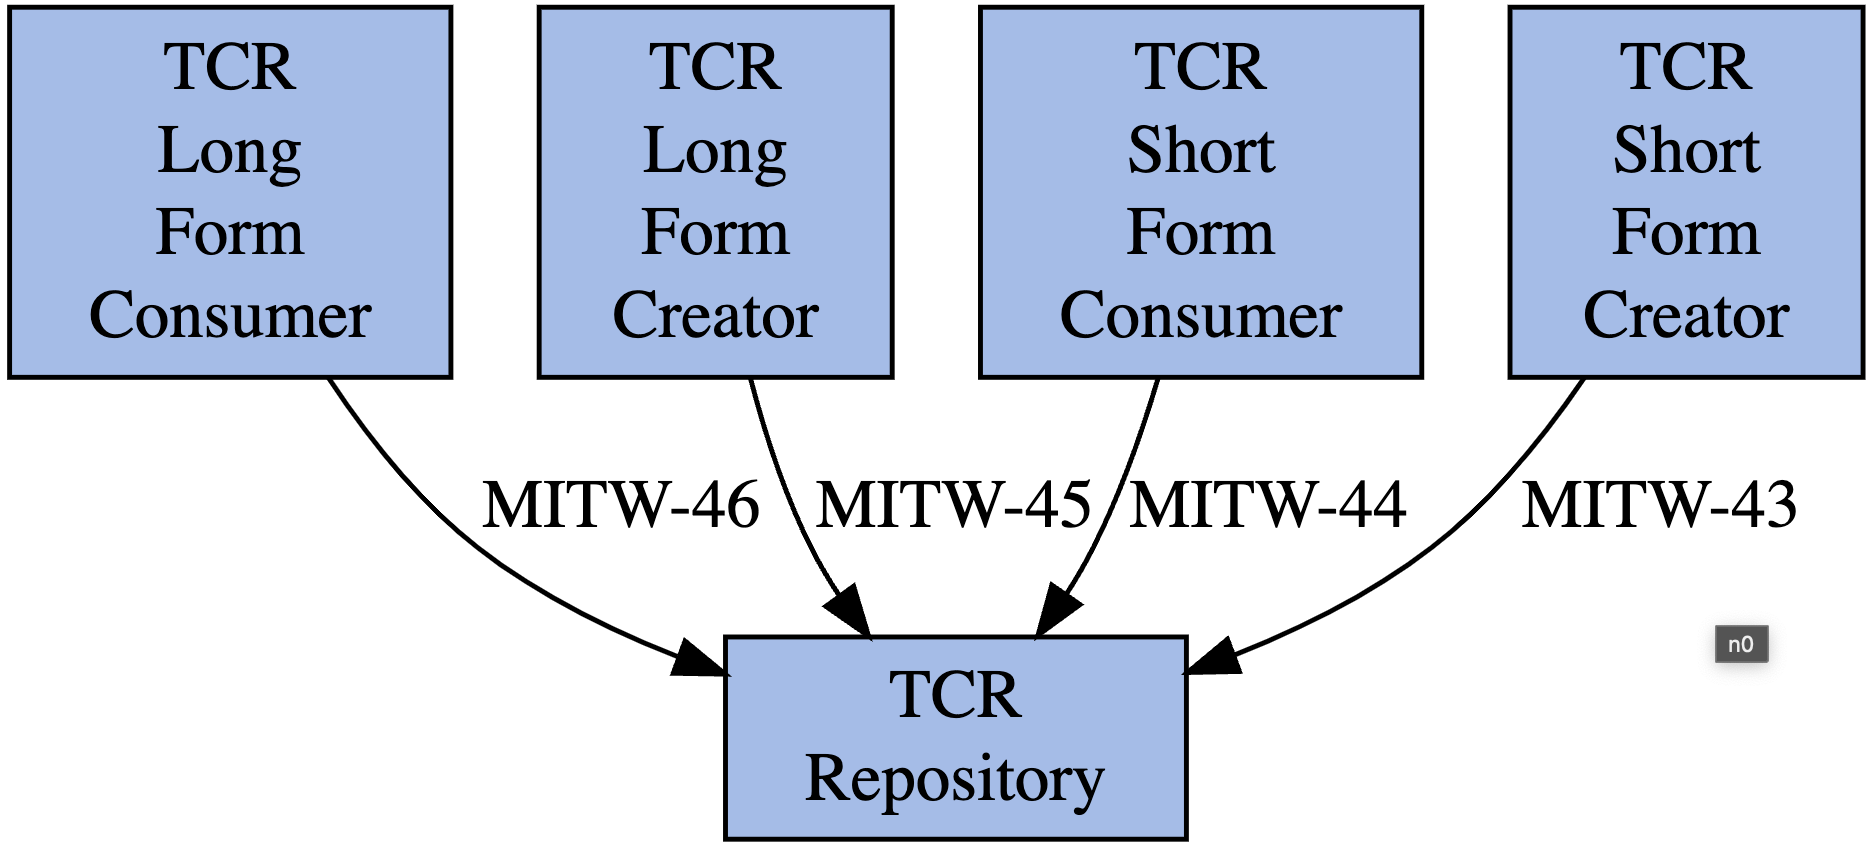 TCR
Long
Form
Consumer
TCR
Long
Form
Creator
TCR
Short
Form
Consumer
TCR
Short
Form
Creator
MITW-46
MITW-45
MITW-44
MITW-43
n0
TCR
Repository